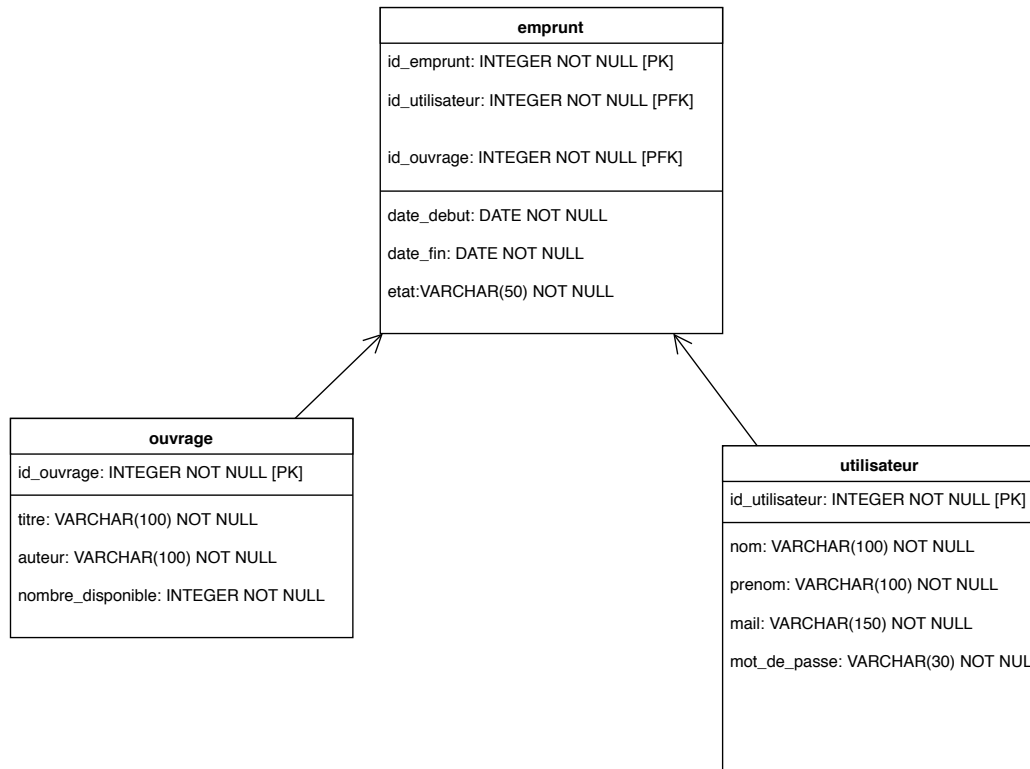 emprunt
id_emprunt: INTEGER NOT NULL [PK]
id_utilisateur: INTEGER NOT NULL [PFK]
id_ouvrage: INTEGER NOT NULL [PFK]
date_debut: DATE NOT NULL
date_fin: DATE NOT NULL
etat:VARCHAR(50) NOT NULL
ouvrage
id_ouvrage: INTEGER NOT NULL [PK]
titre: VARCHAR(100) NOT NULL
auteur: VARCHAR(100) NOT NULL
nombre_disponible: INTEGER NOT NULL
utilisateur
id_utilisateur: INTEGER NOT NULL [PK]
nom: VARCHAR(100) NOT NULL
prenom: VARCHAR(100) NOT NULL
mail: VARCHAR(150) NOT NULL
mot_de_passe: VARCHAR(30) NOT NUL